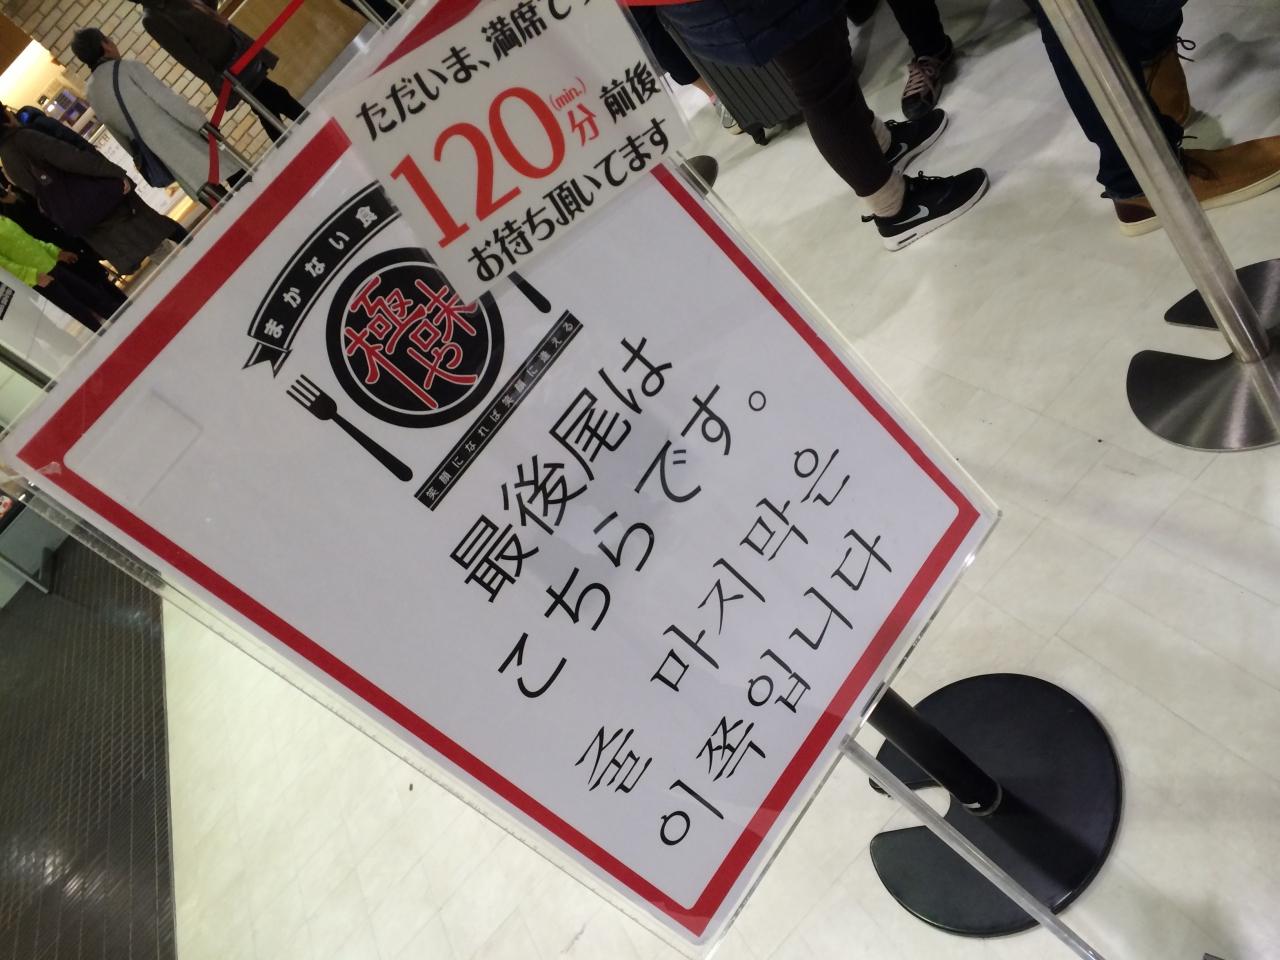 ただいま、満席で
120分(min.)前後
お待ち頂いてます
まかない食
極味や
笑顔になれば笑顔に逢える
最後尾は
こちらです。
줄 마지막은
이쪽입니다